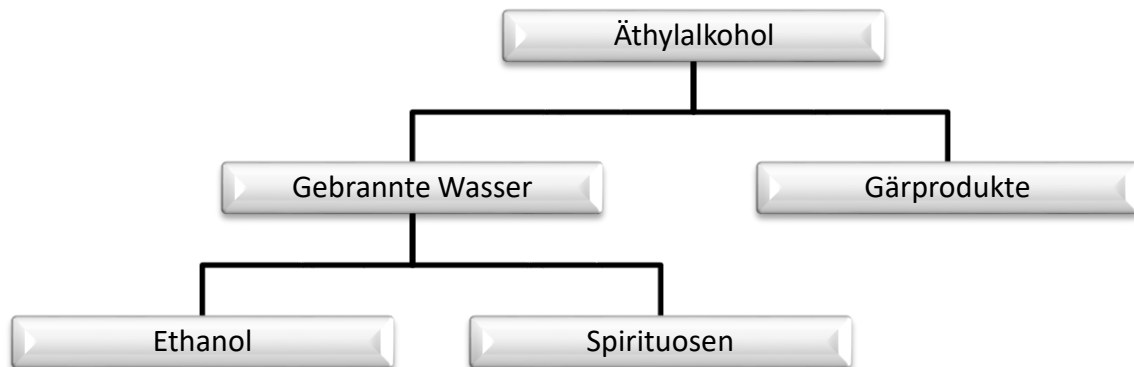 Äthylalkohol
Gebrannte Wasser
Gärprodukte
Ethanol
Spirituosen